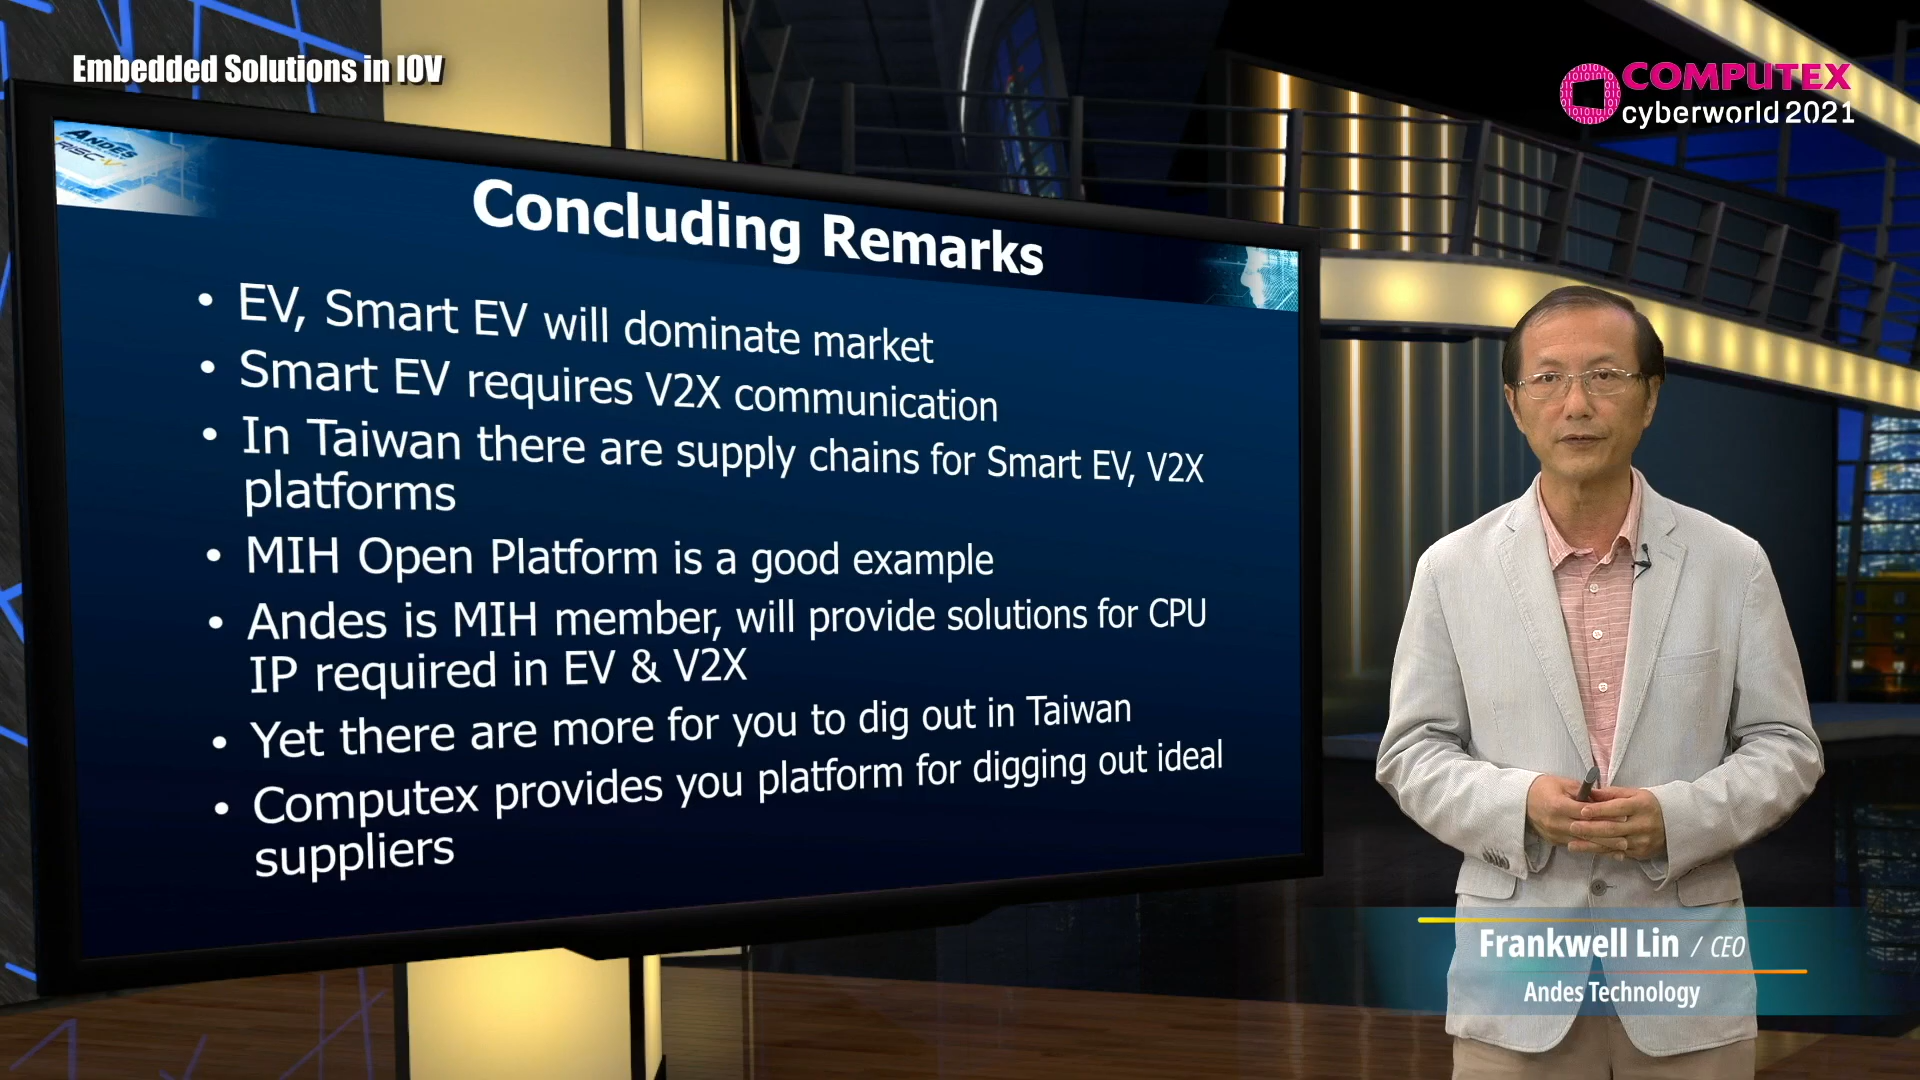 Embedded Solutions in IOV
COMPUTEX
cyberworld 2021
ANDES
RISC-V
Concluding Remarks
• EV, Smart EV will dominate market
• Smart EV requires V2X communication
• In Taiwan there are supply chains for Smart EV, V2X
platforms
• MIH Open Platform is a good example
• Andes is MIH member, will provide solutions for CPU
IP required in EV & V2X
• Yet there are more for you to dig out in Taiwan
• Computex provides you platform for digging out ideal
suppliers
Frankwell Lin / CEO
Andes Technology